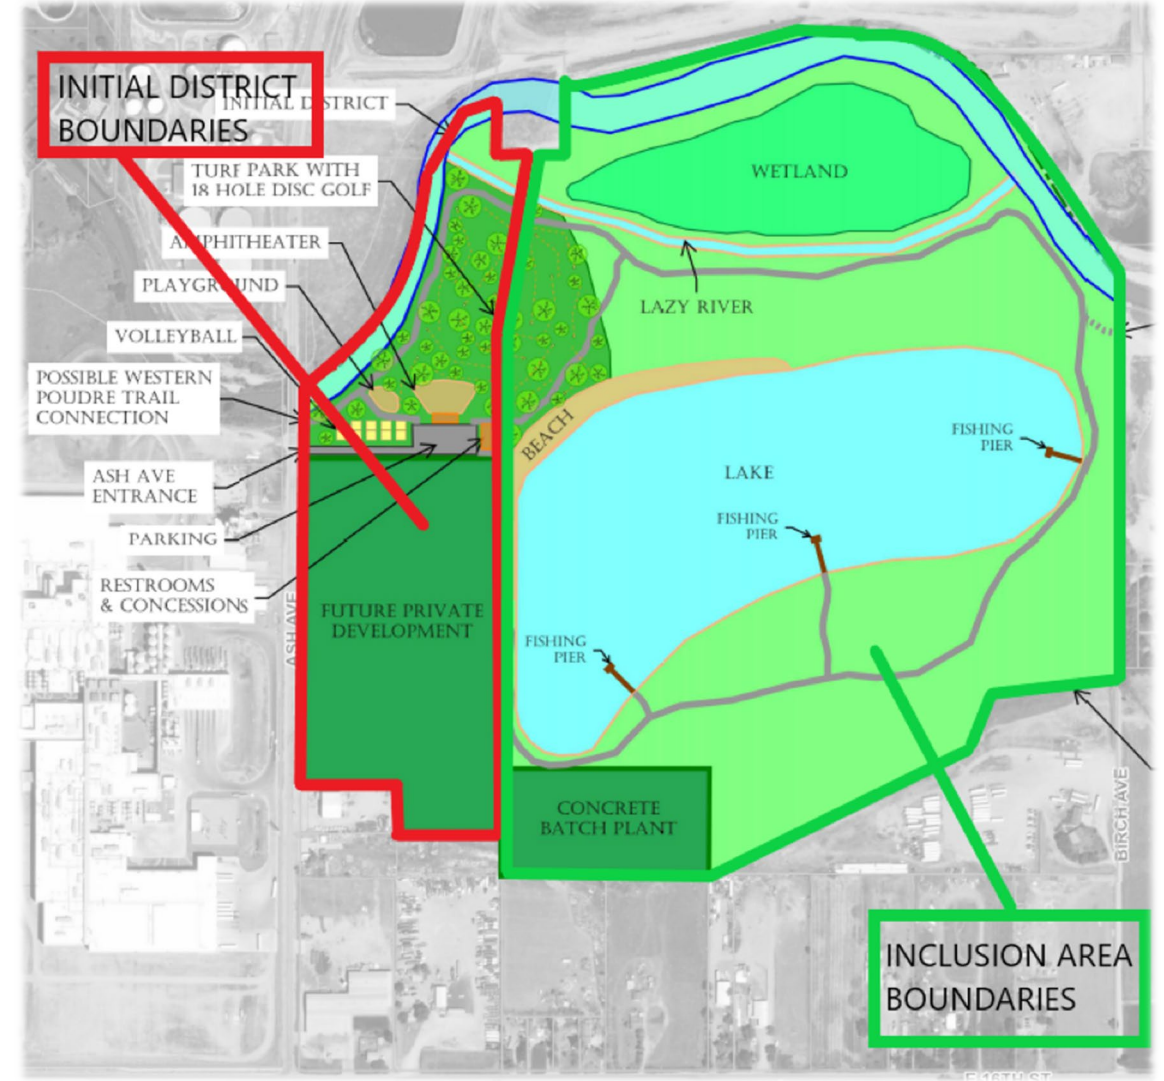 INITIAL DISTRICT
BOUNDARIES
INITIAL DISTRICT
TURF PARK WITH
18 HOLE DISC GOLF
AMPHITHEATER
PLAYGROUND
VOLLEYBALL
POSSIBLE WESTERN
POUDRE TRAIL
CONNECTION
ASH AVE
ENTRANCE
PARKING
RESTROOMS
& CONCESSIONS
ASH AVE
FUTURE PRIVATE
DEVELOPMENT
WETLAND
LAZY RIVER
BEACH
LAKE
FISHING
PIER
FISHING
PIER
FISHING
PIER
CONCRETE
BATCH PLANT
BIRCH AVE
INCLUSION AREA
BOUNDARIES
E 16TH ST